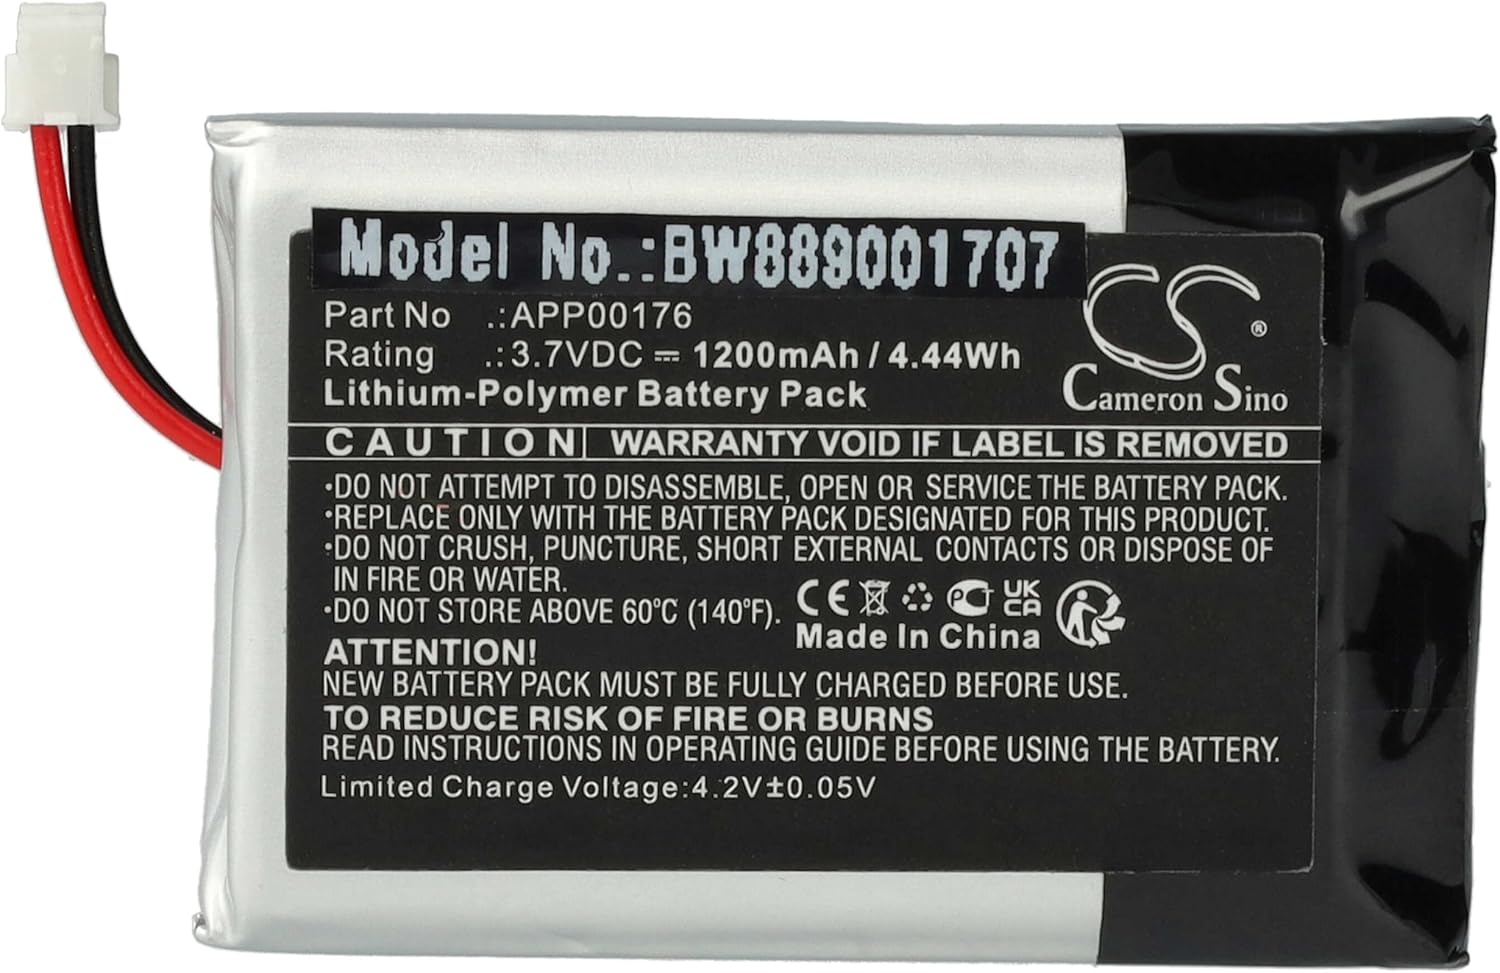 Model No.:BW889001707
Part No .:APP00176
Rating .:3.7VDC ⎓ 1200mAh / 4.44Wh
Lithium-Polymer Battery Pack
CS ®
Cameron Sino
CAUTION WARRANTY VOID IF LABEL IS REMOVED
·DO NOT ATTEMPT TO DISASSEMBLE, OPEN OR SERVICE THE BATTERY PACK.
·REPLACE ONLY WITH THE BATTERY PACK DESIGNATED FOR THIS PRODUCT.
·DO NOT CRUSH, PUNCTURE, SHORT EXTERNAL CONTACTS OR DISPOSE OF
IN FIRE OR WATER.
·DO NOT STORE ABOVE 60°C (140°F).
CE UK CA
Made In China
ATTENTION!
NEW BATTERY PACK MUST BE FULLY CHARGED BEFORE USE.
TO REDUCE RISK OF FIRE OR BURNS
READ INSTRUCTIONS IN OPERATING GUIDE BEFORE USING THE BATTERY.
Limited Charge Voltage:4.2V±0.05V